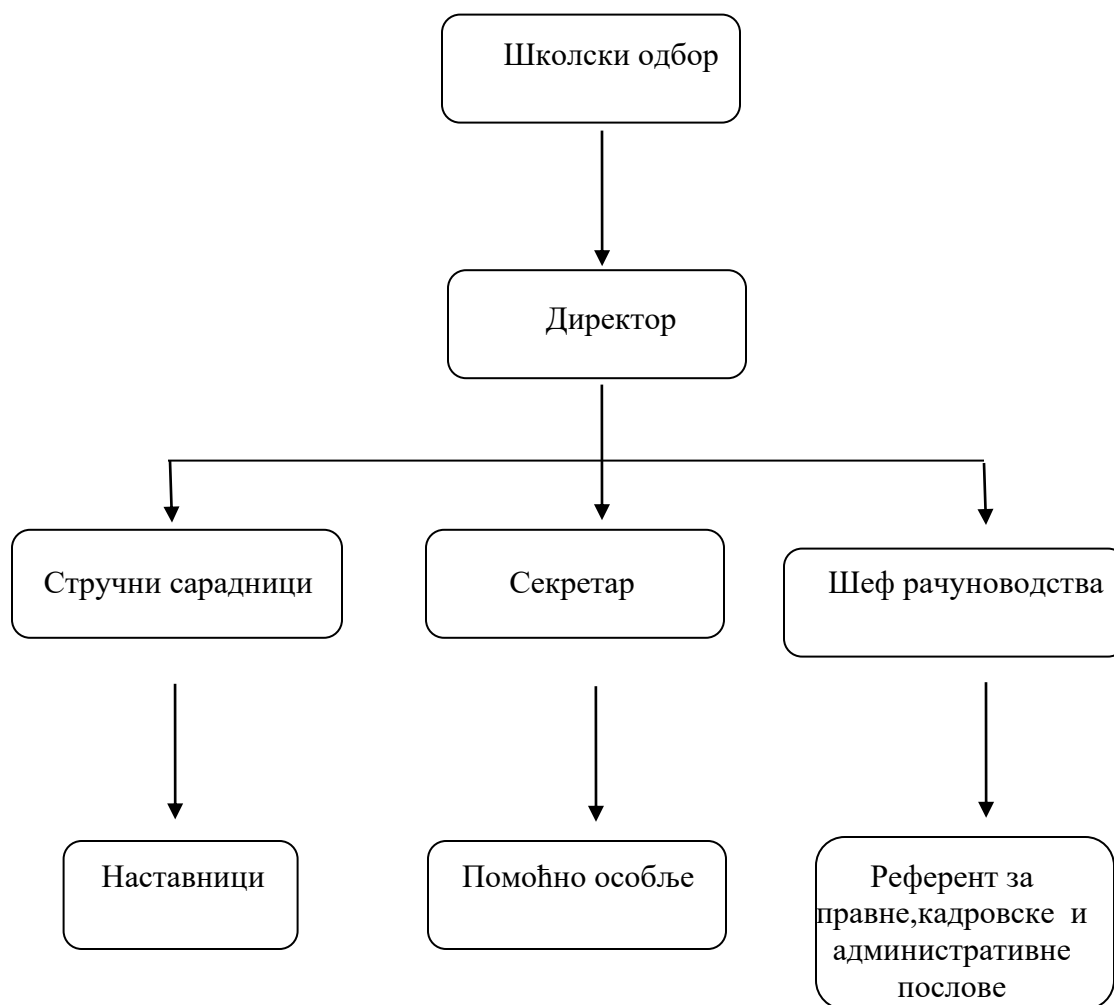 Школски одбор
Директор
Стручни сарадници
Секретар
Шеф рачуноводства
Наставници
Помоћно особље
Референт за
правне,кадровске и
административне
послове